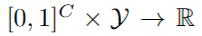 [0, 1]ᶜ × 𝒴 → ℝ